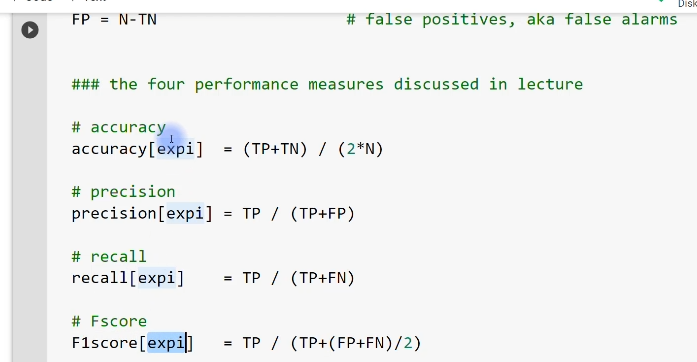 Disk
FP = N-TN # false positives, aka false alarms
### the four performance measures discussed in lecture
# accuracy
accuracy[expi] = (TP+TN) / (2*N)
# precision
precision[expi] = TP / (TP+FP)
# recall
recall[expi] = TP / (TP+FN)
# Fscore
F1score[expi] = TP / (TP+(FP+FN)/2)